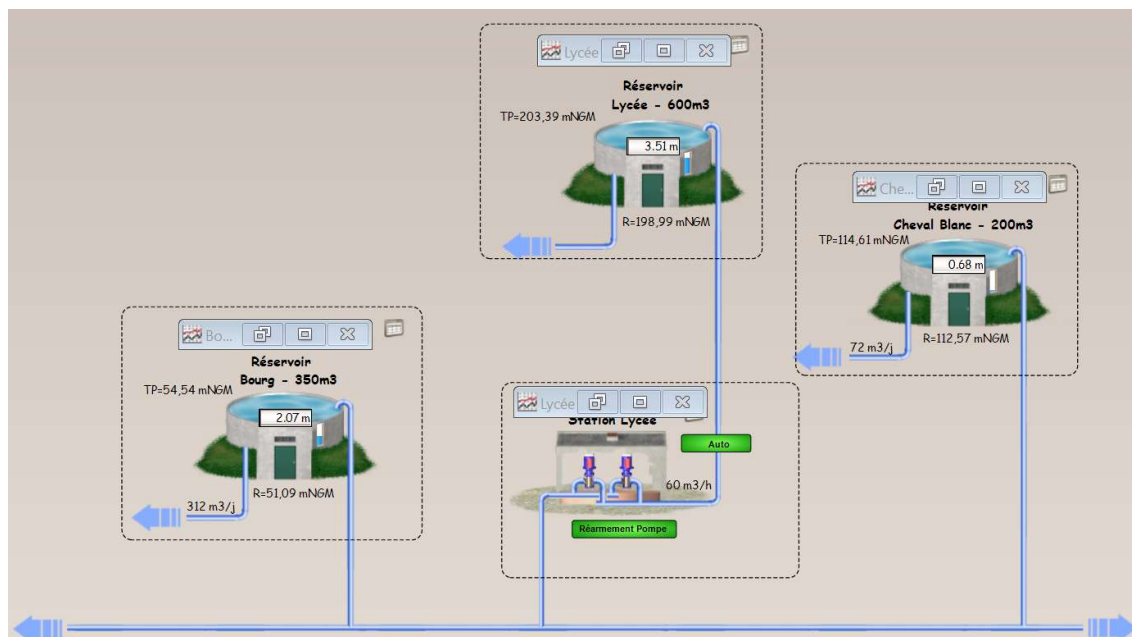 Lycée
Réservoir
Lycée - 600m3
TP=203,39 mNGM
3.51 m
R=198,99 mNGM
Che...
Réservoir
Cheval Blanc - 200m3
TP=114,61 mNGM
0.68 m
R=112,57 mNGM
72 m3/j
Bo...
Réservoir
Bourg - 350m3
TP=54,54 mNGM
2.07 m
R=51,09 mNGM
312 m3/j
Lycée
Station Lycée
Auto
60 m3/h
Réarmement Pompe